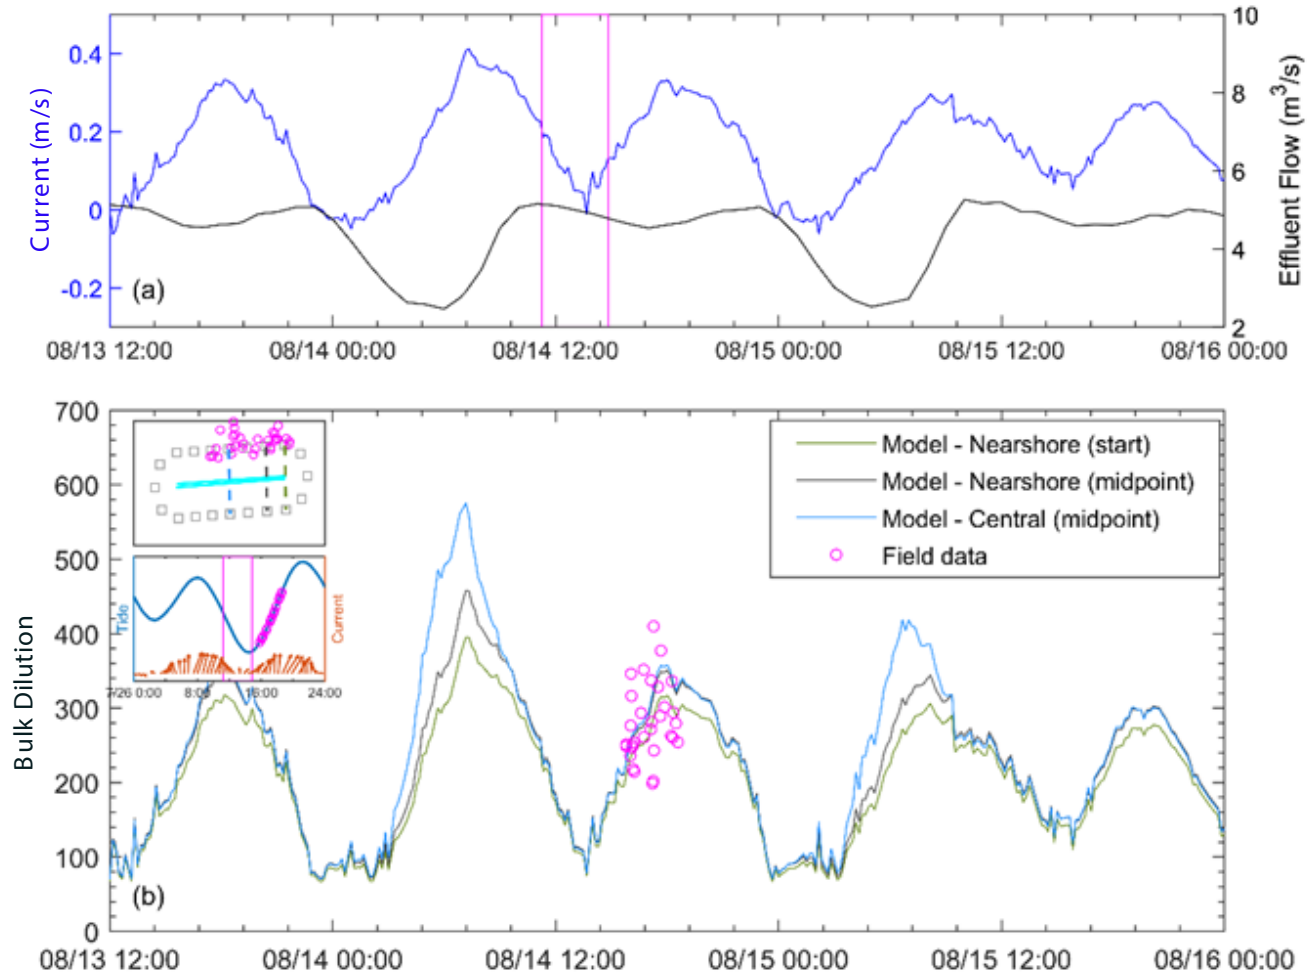 10
0.4
8
0.2
6
0
4
-0.2
2
Current (m/s)
Effluent Flow (m³/s)
(a)
08/13 12:00 08/14 00:00 08/14 12:00 08/15 00:00 08/15 12:00 08/16 00:00
700
600
500
400
300
200
100
0
Bulk Dilution
Model - Nearshore (start)
Model - Nearshore (midpoint)
Model - Central (midpoint)
Field data
Tide
Current
7/26 0:00 8:00 16:00 24:00
(b)
08/13 12:00 08/14 00:00 08/14 12:00 08/15 00:00 08/15 12:00 08/16 00:00